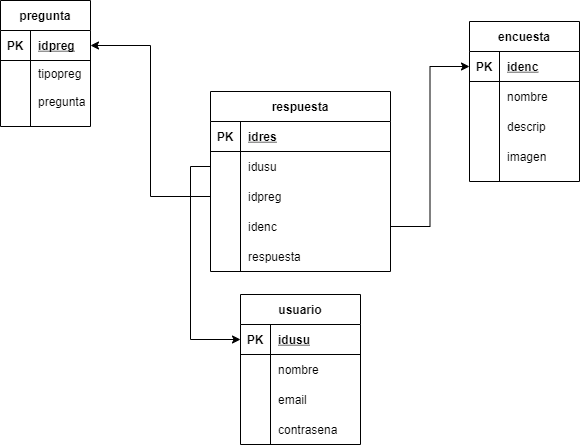 pregunta
PK idpreg
tipopreg
pregunta
encuesta
PK idenc
nombre
descrip
imagen
respuesta
PK idres
idusu
idpreg
idenc
respuesta
usuario
PK idusu
nombre
email
contrasena